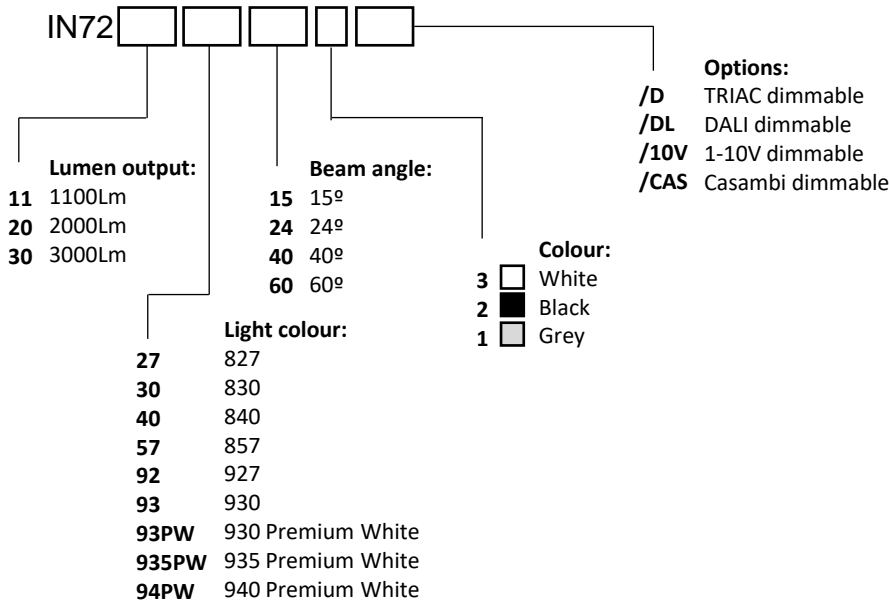 IN72
Options:
/D TRIAC dimmable
/DL DALI dimmable
/10V 1-10V dimmable
/CAS Casambi dimmable
Lumen output:
11 1100Lm
20 2000Lm
30 3000Lm
Beam angle:
15 15º
24 24º
40 40º
60 60º
Colour:
3 White
2 Black
1 Grey
Light colour:
27 827
30 830
40 840
57 857
92 927
93 930
93PW 930 Premium White
935PW 935 Premium White
94PW 940 Premium White